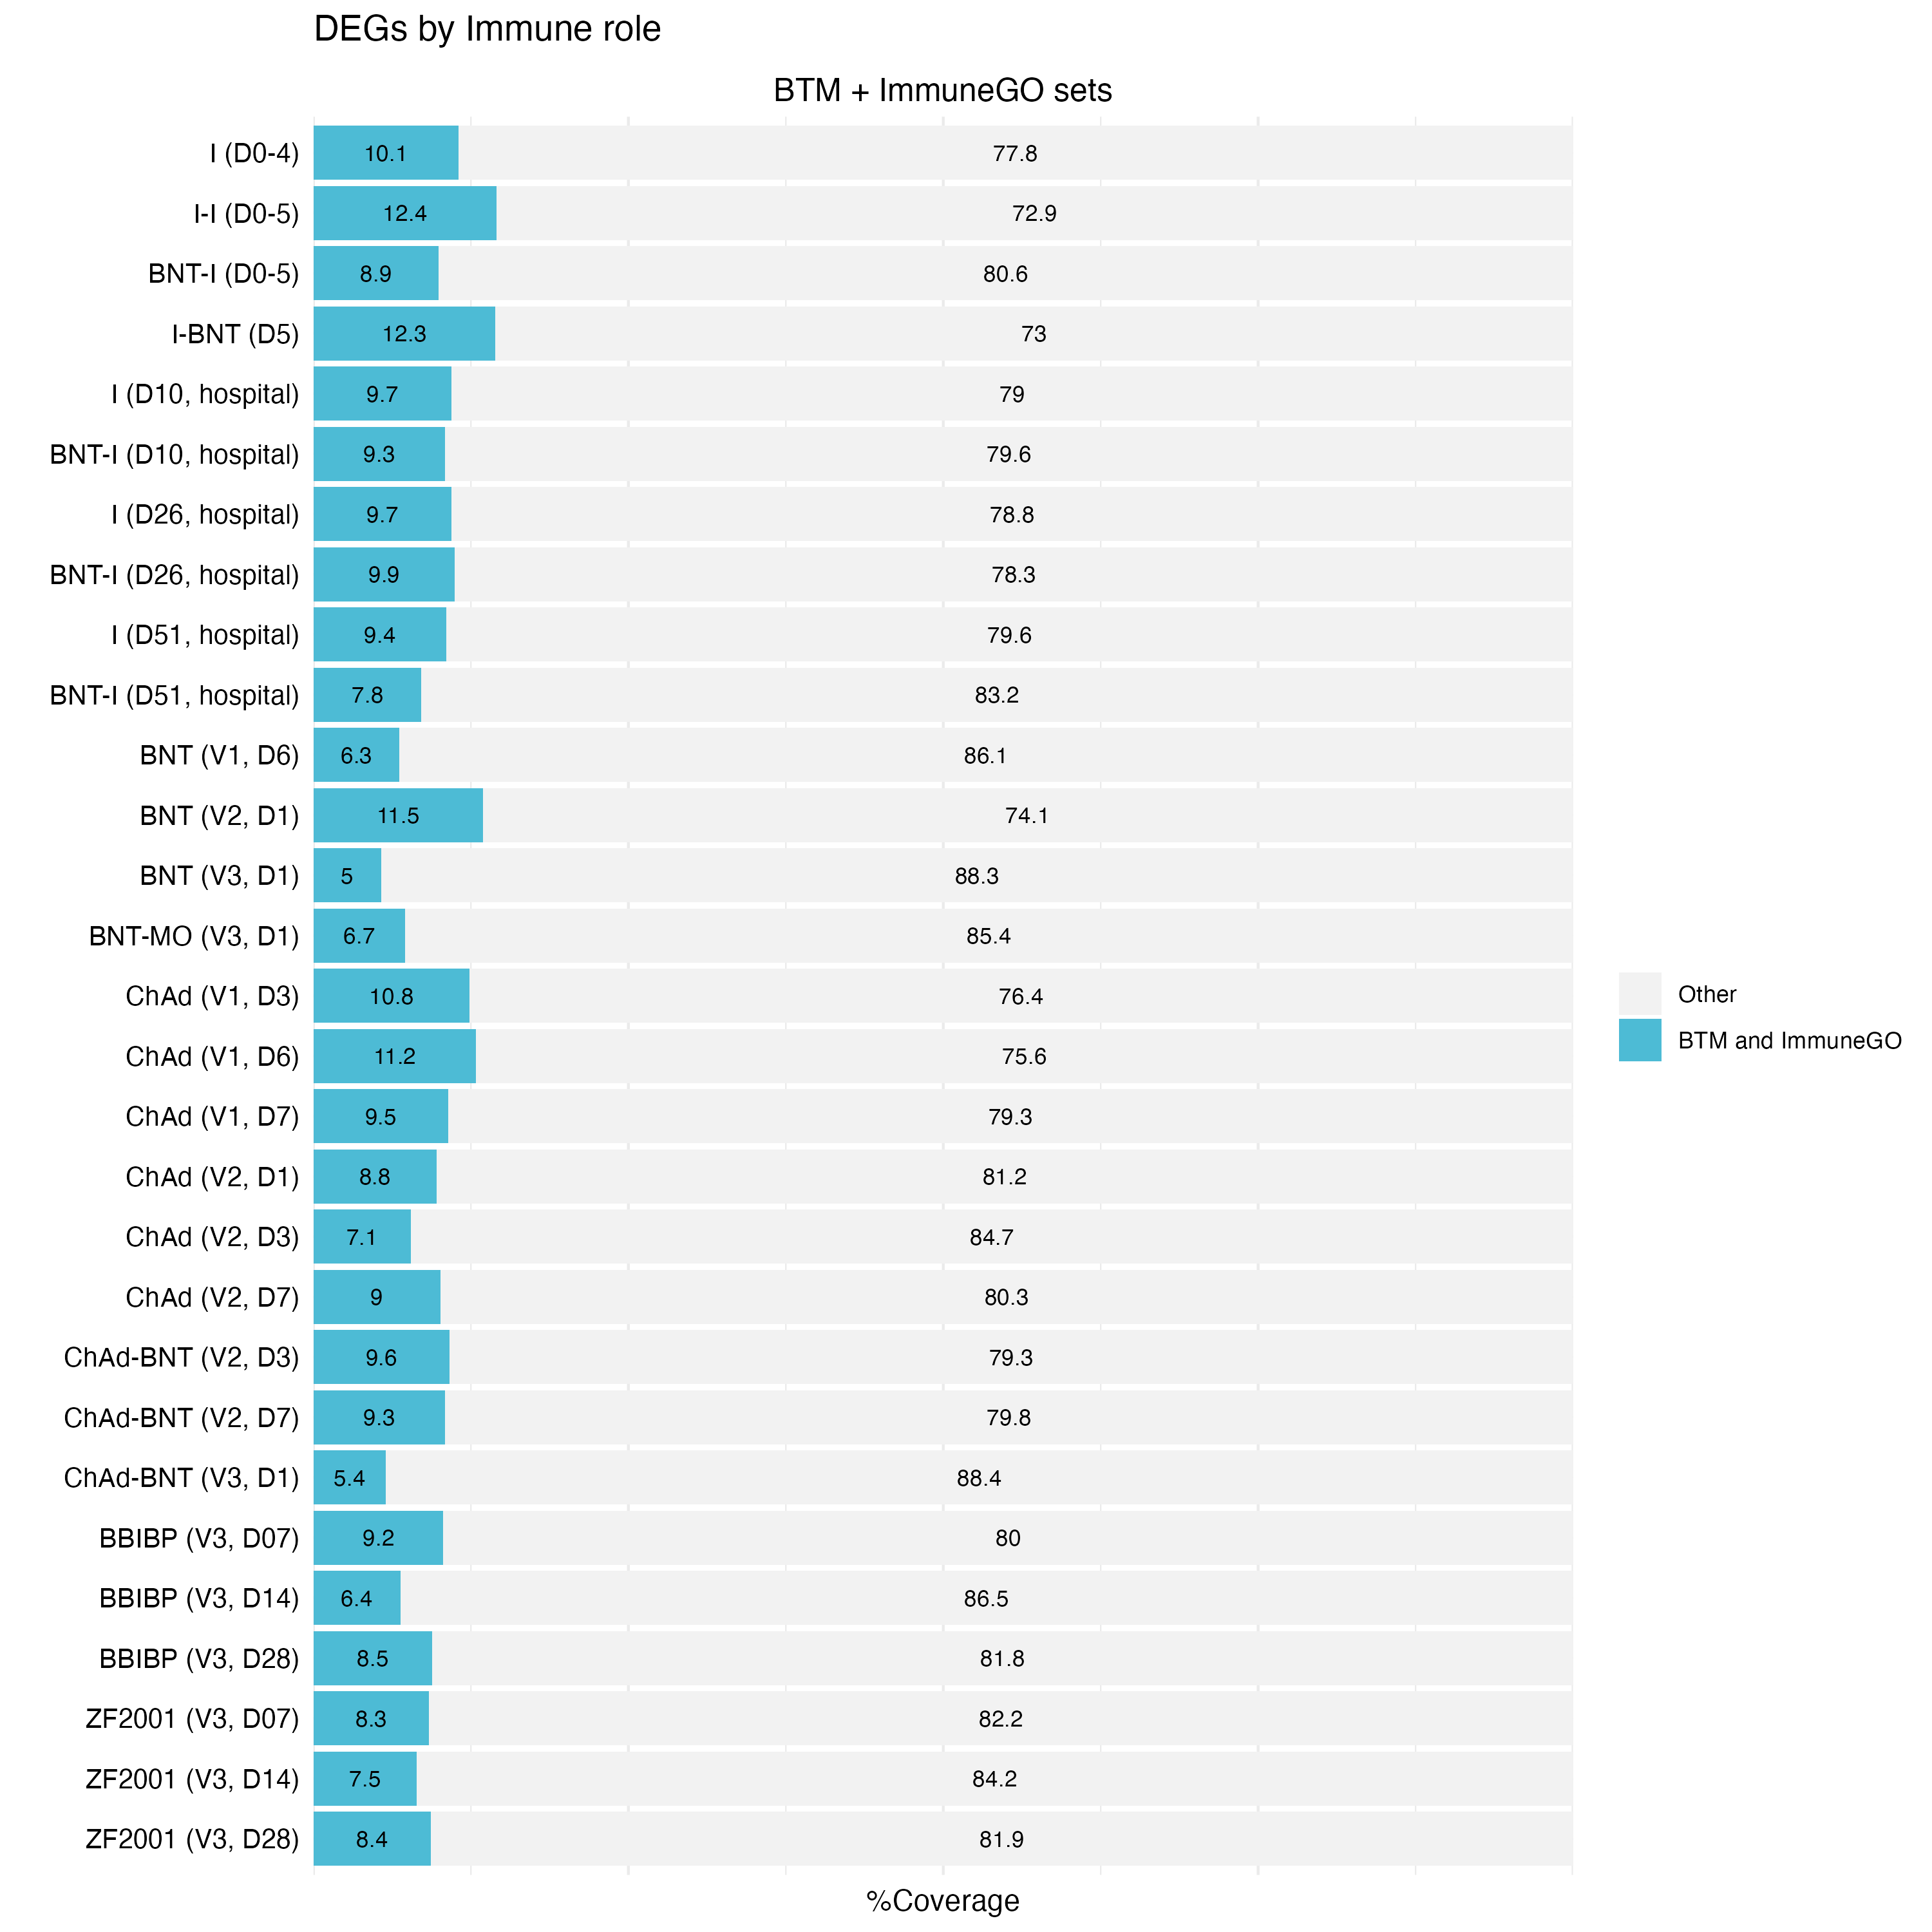 DEGs by Immune role
BTM + ImmuneGO sets
I (D0-4) 10.1 77.8
I-I (D0-5) 12.4 72.9
BNT-I (D0-5) 8.9 80.6
I-BNT (D5) 12.3 73
I (D10, hospital) 9.7 79
BNT-I (D10, hospital) 9.3 79.6
I (D26, hospital) 9.7 78.8
BNT-I (D26, hospital) 9.9 78.3
I (D51, hospital) 9.4 79.6
BNT-I (D51, hospital) 7.8 83.2
BNT (V1, D6) 6.3 86.1
BNT (V2, D1) 11.5 74.1
BNT (V3, D1) 5 88.3
BNT-MO (V3, D1) 6.7 85.4
ChAd (V1, D3) 10.8 76.4
ChAd (V1, D6) 11.2 75.6
ChAd (V1, D7) 9.5 79.3
ChAd (V2, D1) 8.8 81.2
ChAd (V2, D3) 7.1 84.7
ChAd (V2, D7) 9 80.3
ChAd-BNT (V2, D3) 9.6 79.3
ChAd-BNT (V2, D7) 9.3 79.8
ChAd-BNT (V3, D1) 5.4 88.4
BBIBP (V3, D07) 9.2 80
BBIBP (V3, D14) 6.4 86.5
BBIBP (V3, D28) 8.5 81.8
ZF2001 (V3, D07) 8.3 82.2
ZF2001 (V3, D14) 7.5 84.2
ZF2001 (V3, D28) 8.4 81.9
%Coverage
Other
BTM and ImmuneGO